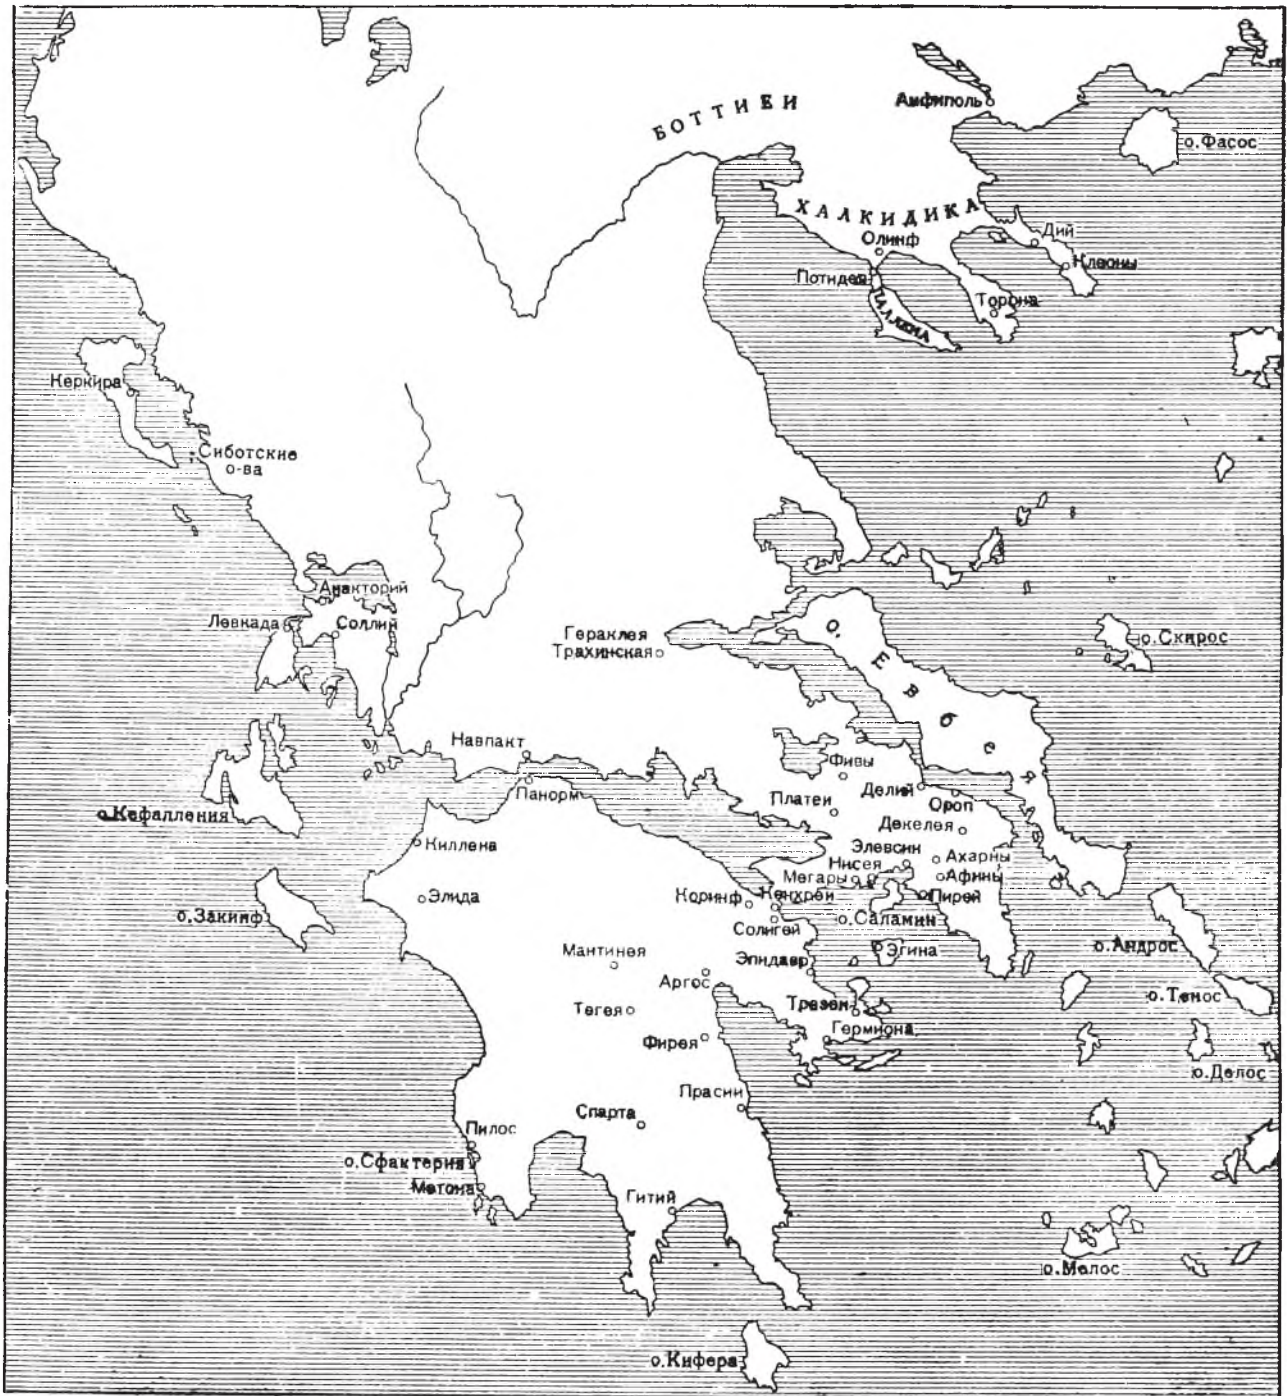 БОТТИЕИ
Амфиполь
о.Фасос
ХАЛКИДИКА
Олинф
Дий
Клеоны
Потидея
ПАЛЛЕНА
Торона
Керкира
Сиботские
о-ва
Анакторий
Левкада
Соллий
Гераклея
Трахинская
о. Евбея
о.Скирос
Навпакт
Панорм
Фивы
Платеи
Делий
Ороп
Декелея
о.Кефалления
Киллена
Элевсин
Ахарны
Нисея
Мегары
Афины
Элида
о.Закинф
Коринф
Кенхреи
Пирей
Солигей
Саламин
Мантинея
Эпидавр
Эгина
о.Андрос
Аргос
Тегея
Трезен
о.Тенос
Фирея
Гермиона
о.Делос
Прасии
Спарта
Пилос
о.Сфактерия
Метона
Гитий
о.Мелос
о.Кифера